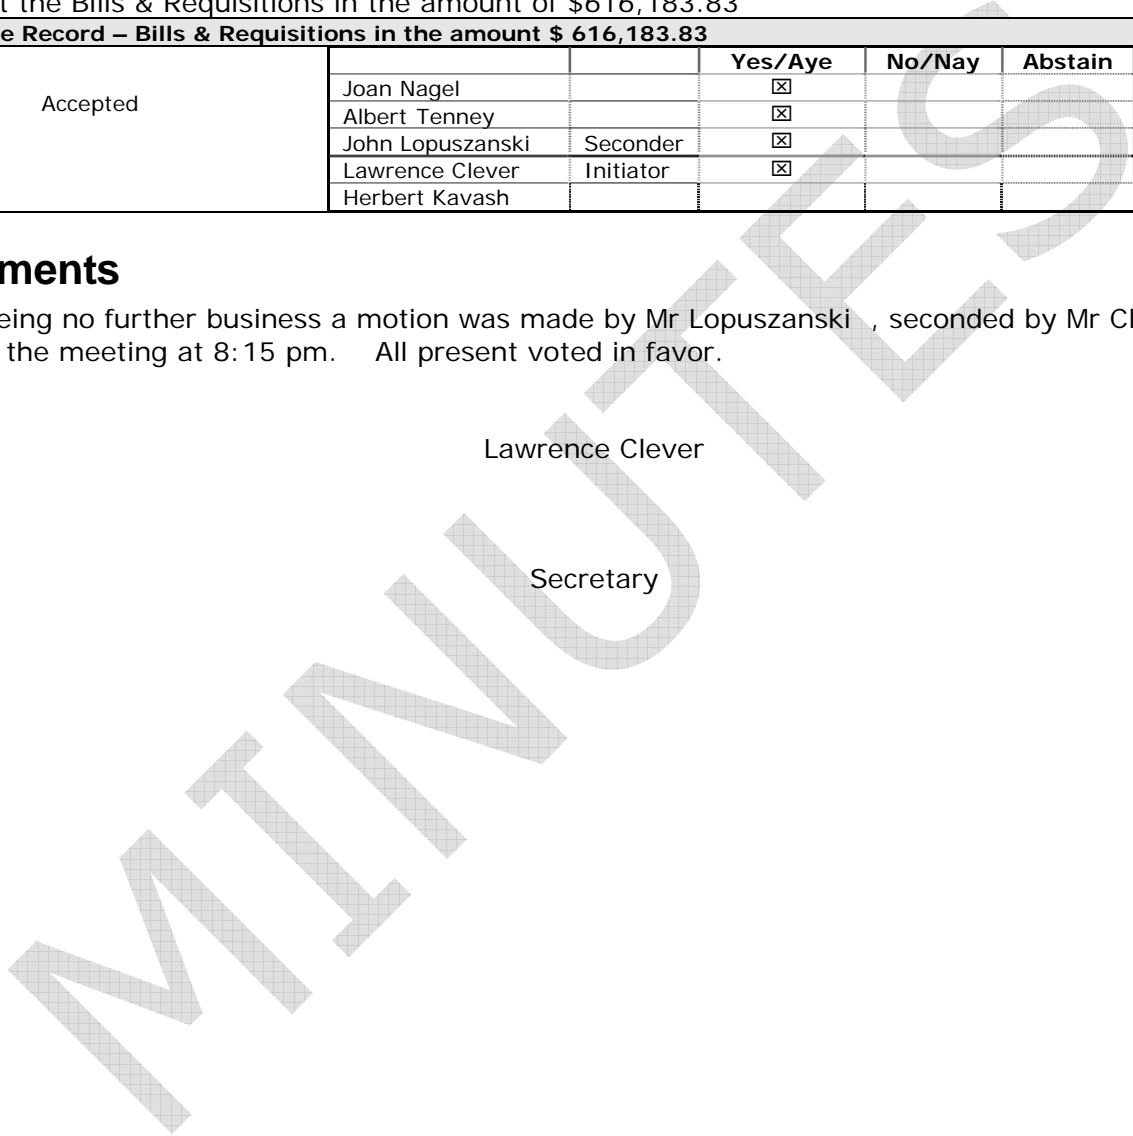 t the Bills & Requisitions in the amount of $616,183.83
e Record – Bills & Requisitions in the amount $ 616,183.83
Yes/Aye No/Nay Abstain
Accepted
Joan Nagel ☒
Albert Tenney ☒
John Lopuszanski Seconder ☒
Lawrence Clever Initiator ☒
Herbert Kavash
ments
eing no further business a motion was made by Mr Lopuszanski , seconded by Mr Cl
the meeting at 8:15 pm. All present voted in favor.
Lawrence Clever
Secretary
MINUTES